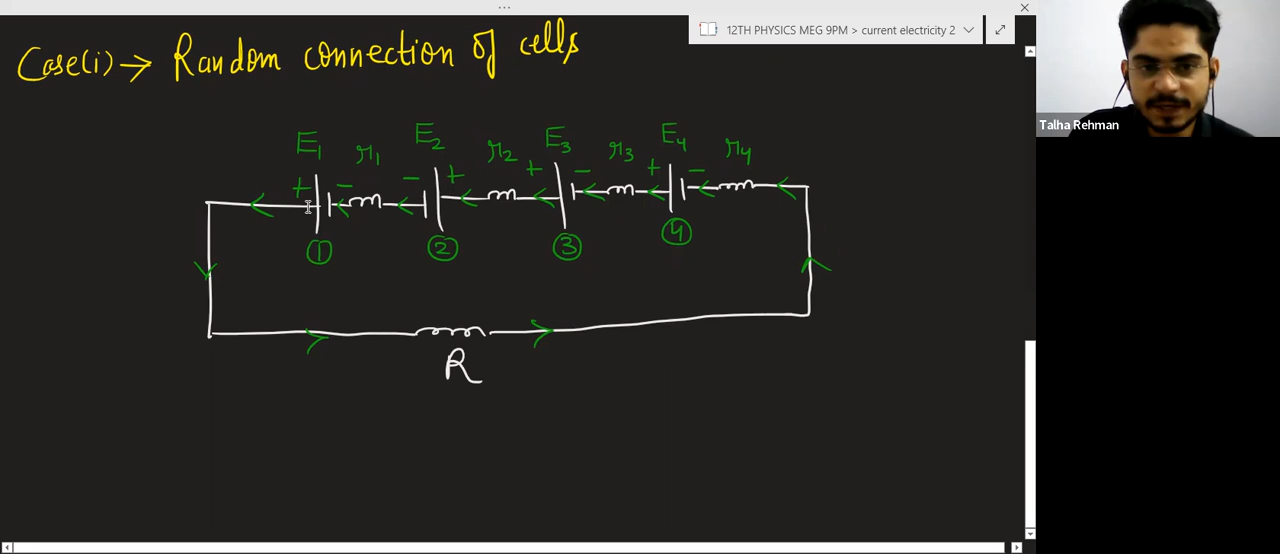 12TH PHYSICS MEG 9PM > current electricity 2
Case(i) → Random connection of cells
Talha Rehman
E₁ r₁ E₂ r₂ E₃ r₃ E₄ r₄
+ − − + + − + −
① ② ③ ④
R